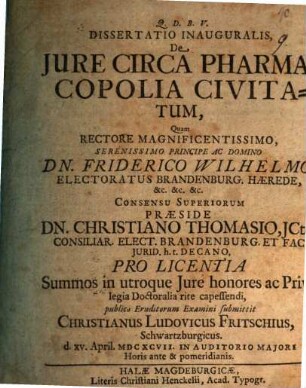 Q. D. B. V.
DISSERTATIO INAUGURALIS,
De
JURE CIRCA PHARMA
COPOLIA CIVITA=
TUM,
Quam
RECTORE MAGNIFICENTISSIMO,
SERENISSIMO PRINCIPE AC DOMINO
DN. FRIDERICO WILHELMO
ELECTORATUS BRANDENBURG. HÆREDE,
&c. &c. &c.
CONSENSU SUPERIORUM
PRÆSIDE
DN. CHRISTIANO THOMASIO, JCt
CONSILIAR. ELECT. BRANDENBURG. ET FAC
JURID. h. t. DECANO,
PRO LICENTIA
Summos in utroque Jure honores ac Privi
legia Doctoralia rite capessendi,
publico Eruditorum Examini submittit
CHRISTIANUS LUDOVICUS FRITSCHIUS,
Schwartzburgicus.
d. XV. April. MDCXCVII. IN AUDITORIO MAJORI
Horis ante & pomeridianis.
HALÆ MAGDEBURGICÆ,
Literis Christiani Henckelii, Acad. Typogr.